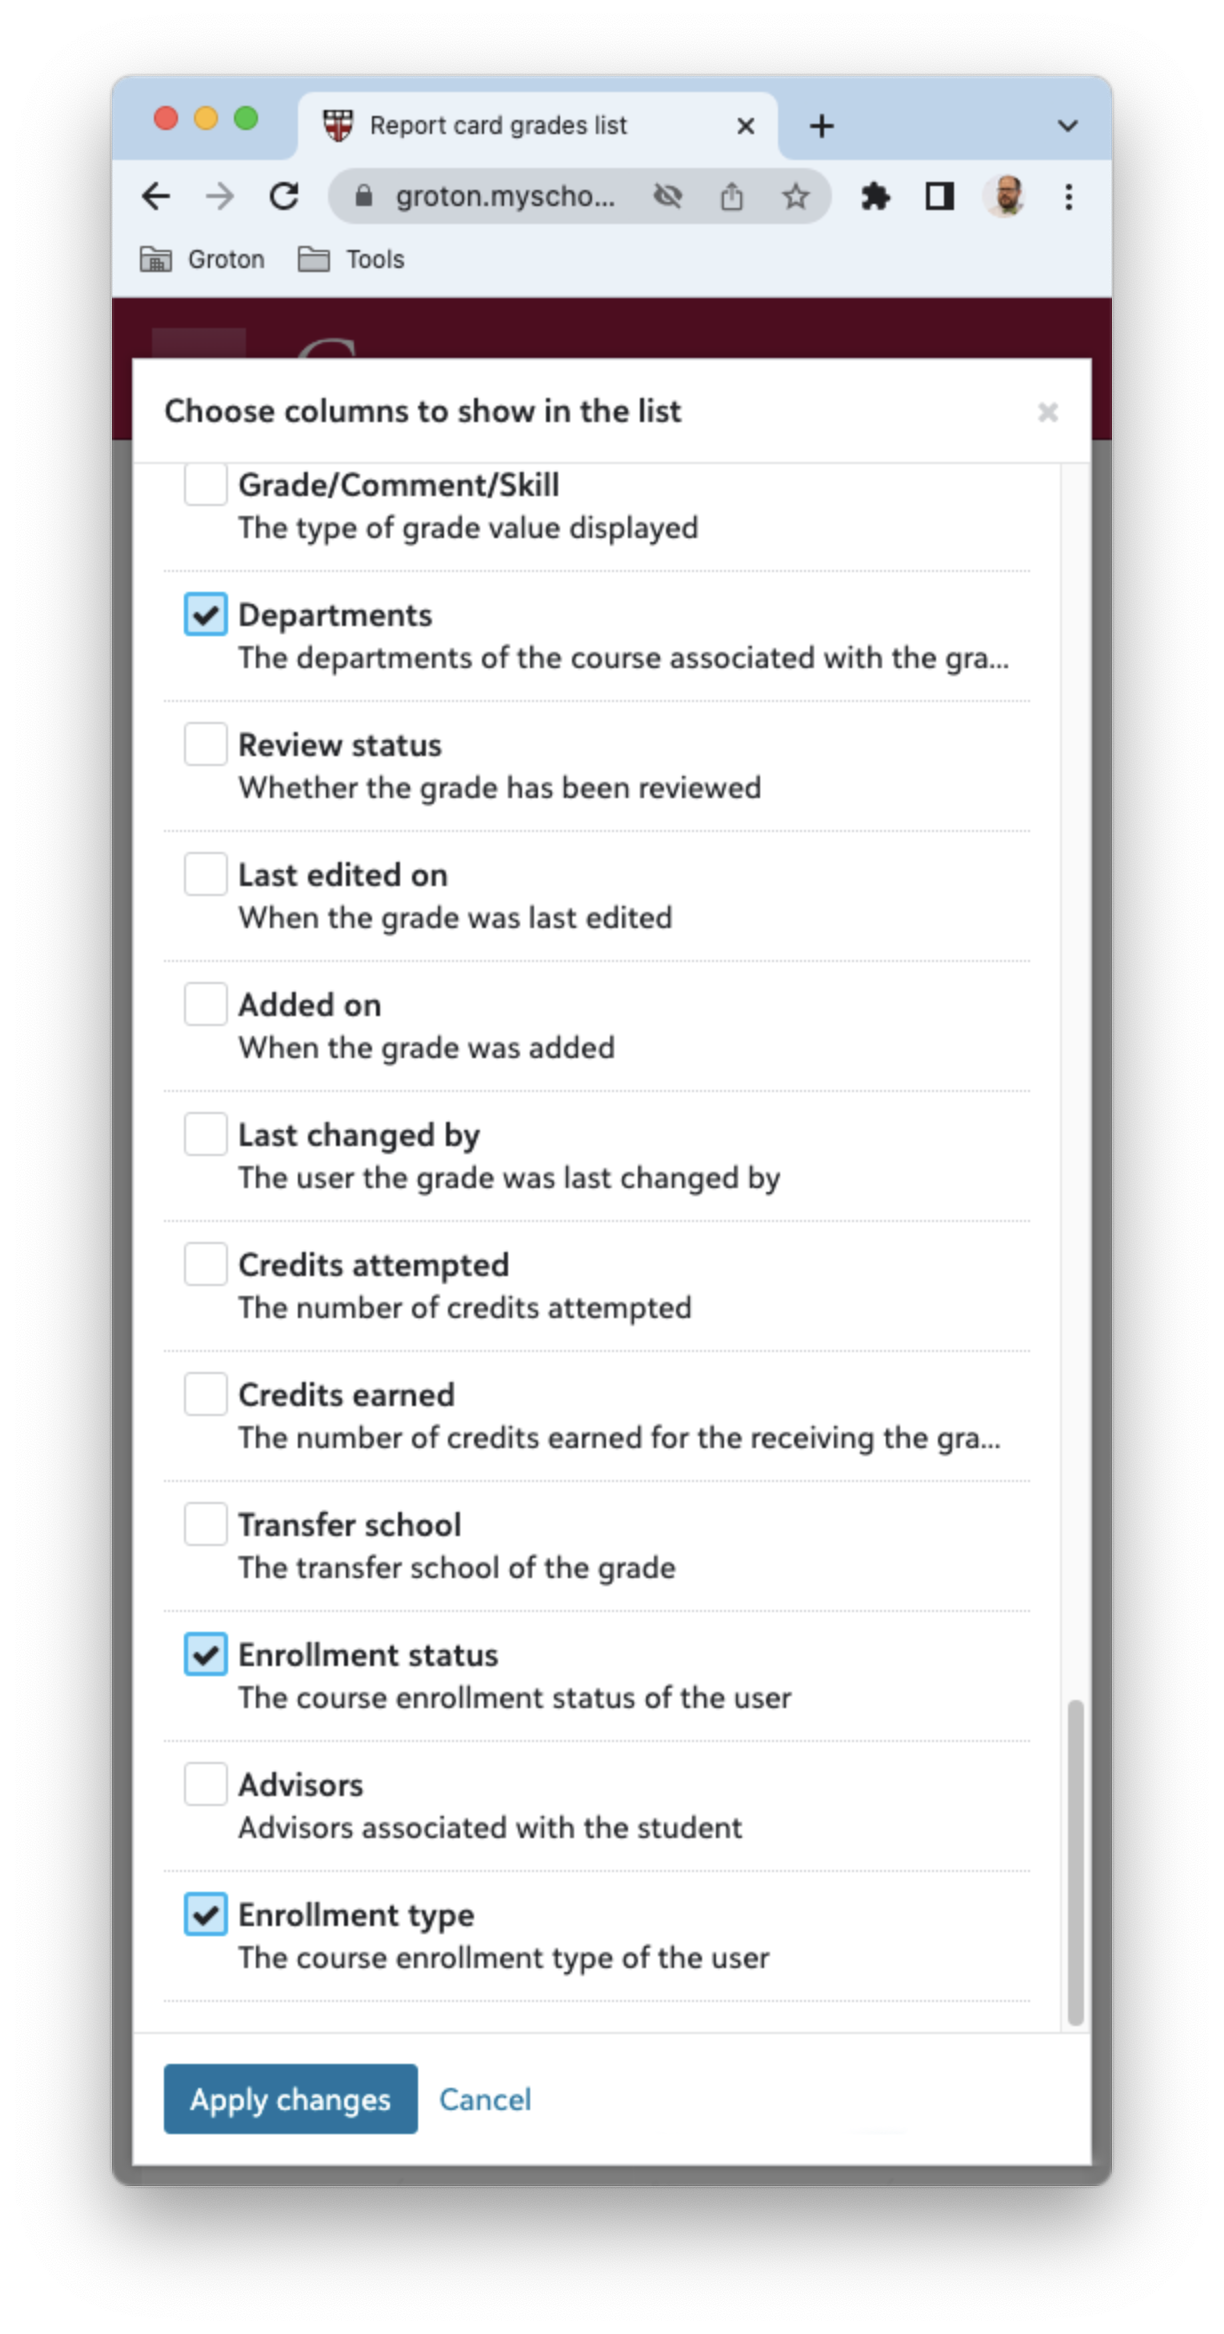 Report card grades list
groton.myscho...
Groton
Tools
Choose columns to show in the list
Grade/Comment/Skill
The type of grade value displayed
Departments
The departments of the course associated with the gra...
Review status
Whether the grade has been reviewed
Last edited on
When the grade was last edited
Added on
When the grade was added
Last changed by
The user the grade was last changed by
Credits attempted
The number of credits attempted
Credits earned
The number of credits earned for the receiving the gra...
Transfer school
The transfer school of the grade
Enrollment status
The course enrollment status of the user
Advisors
Advisors associated with the student
Enrollment type
The course enrollment type of the user
Apply changes
Cancel